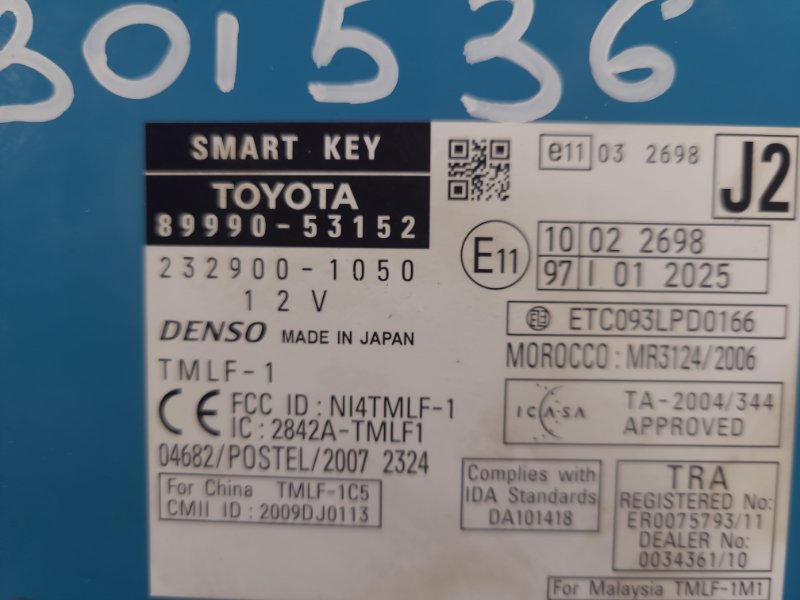 301536
SMART KEY
TOYOTA
89990-53152
232900-1050
12V
DENSO MADE IN JAPAN
TMLF-1
CE FCC ID : NI4TMLF-1
IC : 2842A-TMLF1
04682/POSTEL/2007 2324
For China TMLF-1C5
CMII ID : 2009DJ0113
e11 03 2698
J2
E11
10 02 2698
97 I 01 2025
ETC093LPD0166
MOROCCO : MR3124/2006
ICASA TA-2004/344
APPROVED
Complies with
IDA Standards
DA101418
TRA
REGISTERED No:
ER0075793/11
DEALER No:
0034361/10
For Malaysia TMLF-1M1